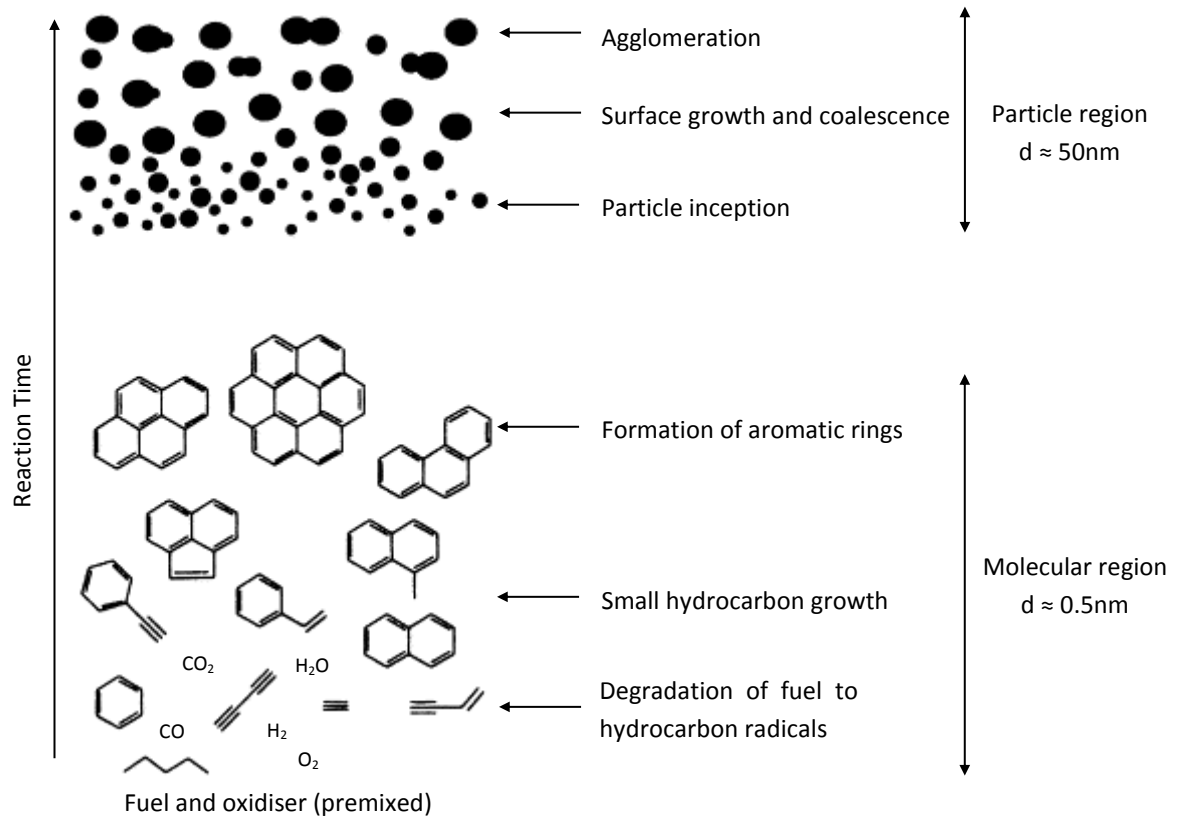 Agglomeration
Surface growth and coalescence
Particle region
d ≈ 50nm
Particle inception
Reaction Time
Formation of aromatic rings
Molecular region
d ≈ 0.5nm
Small hydrocarbon growth
CO₂
H₂O
Degradation of fuel to
hydrocarbon radicals
CO
H₂
O₂
Fuel and oxidiser (premixed)